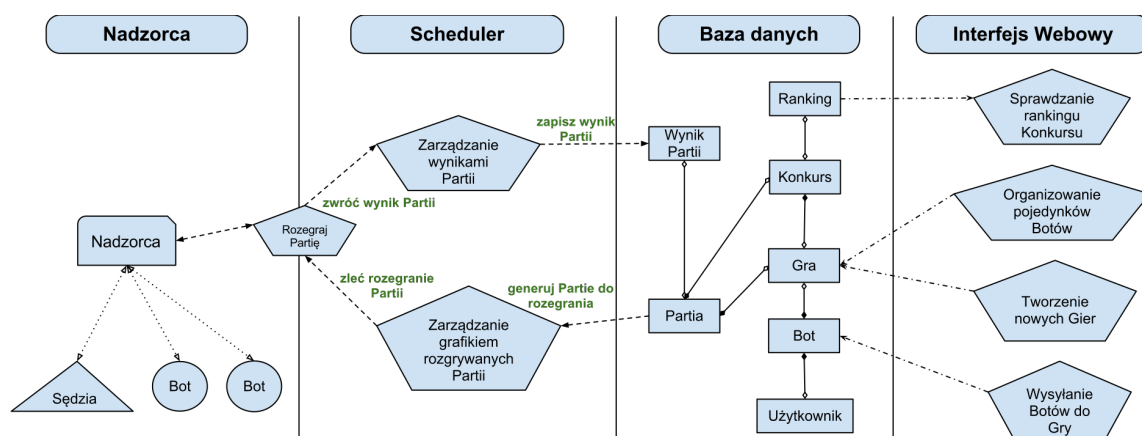 Nadzorca
Scheduler
Baza danych
Interfejs Webowy
Nadzorca
Sędzia
Bot
Bot
Rozegraj
Partię
zwróć wynik Partii
Zarządzanie
wynikami
Partii
zapisz wynik
Partii
zleć rozegranie
Partii
Zarządzanie
grafikiem
rozgrywanych
Partii
generuj Partie do
rozegrania
Wynik
Partii
Partia
Ranking
Konkurs
Gra
Bot
Użytkownik
Sprawdzanie
rankingu
Konkursu
Organizowanie
pojedynków
Botów
Tworzenie
nowych Gier
Wysyłanie
Botów do
Gry